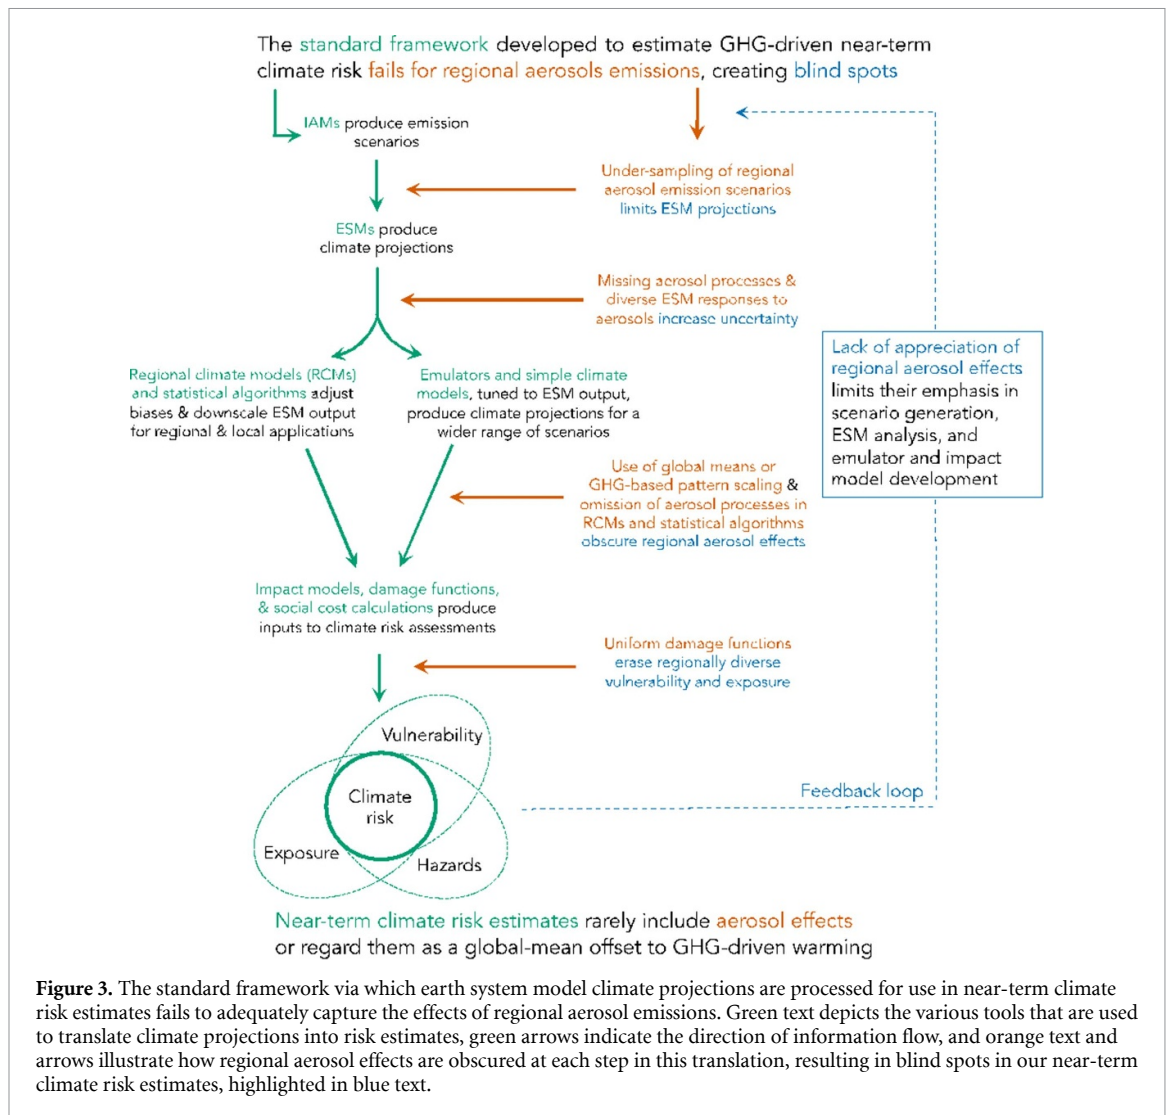 The standard framework developed to estimate GHG-driven near-term
climate risk fails for regional aerosols emissions, creating blind spots
IAMs produce emission
scenarios
Under-sampling of regional
aerosol emission scenarios
limits ESM projections
ESMs produce
climate projections
Missing aerosol processes &
diverse ESM responses to
aerosols increase uncertainty
Lack of appreciation of
regional aerosol effects
limits their emphasis in
scenario generation,
ESM analysis, and
emulator and impact
model development
Regional climate models (RCMs)
and statistical algorithms adjust
biases & downscale ESM output
for regional & local applications
Emulators and simple climate
models, tuned to ESM output,
produce climate projections for a
wider range of scenarios
Use of global means or
GHG-based pattern scaling &
omission of aerosol processes in
RCMs and statistical algorithms
obscure regional aerosol effects
Impact models, damage functions,
& social cost calculations produce
inputs to climate risk assessments
Uniform damage functions
erase regionally diverse
vulnerability and exposure
Vulnerability
Climate
risk
Exposure
Hazards
Feedback loop
Near-term climate risk estimates rarely include aerosol effects
or regard them as a global-mean offset to GHG-driven warming
Figure 3. The standard framework via which earth system model climate projections are processed for use in near-term climate
risk estimates fails to adequately capture the effects of regional aerosol emissions. Green text depicts the various tools that are used
to translate climate projections into risk estimates, green arrows indicate the direction of information flow, and orange text and
arrows illustrate how regional aerosol effects are obscured at each step in this translation, resulting in blind spots in our near-term
climate risk estimates, highlighted in blue text.